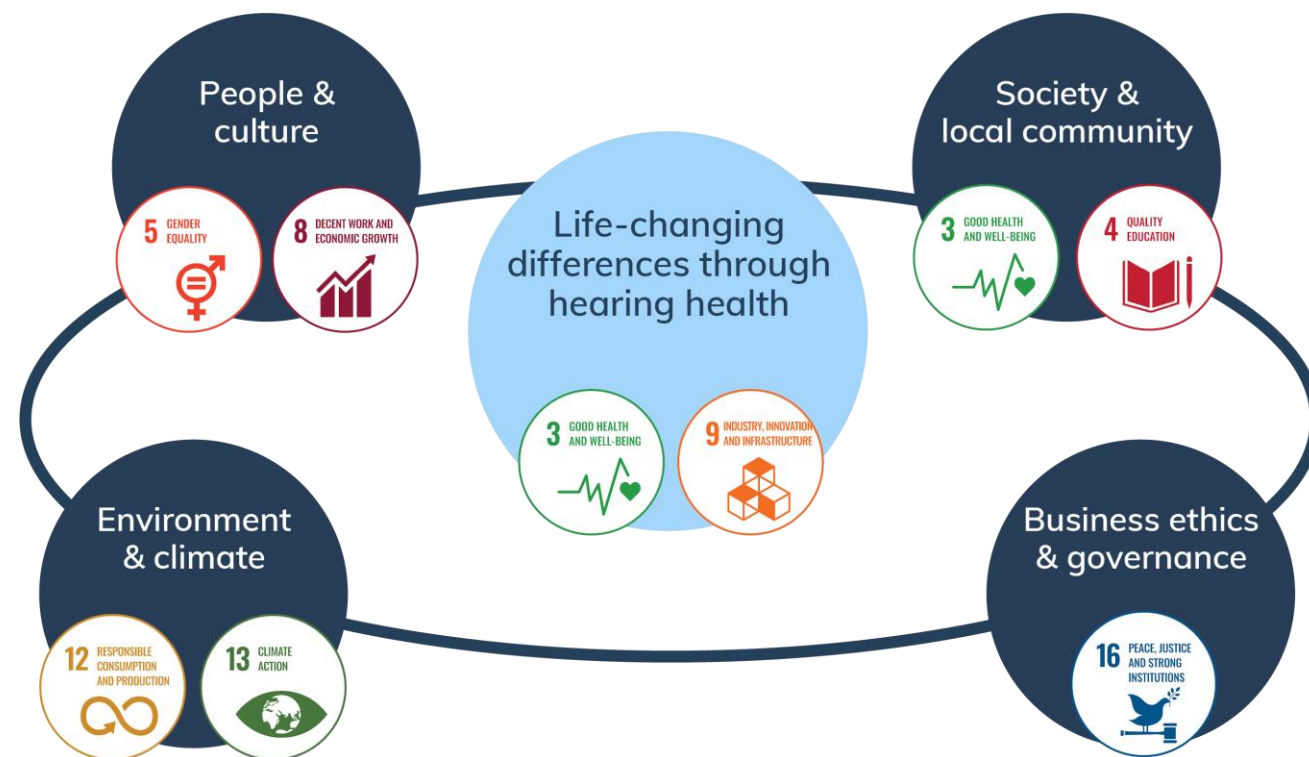 People &
culture
5 GENDER
EQUALITY
8 DECENT WORK AND
ECONOMIC GROWTH
Life-changing
differences through
hearing health
3 GOOD HEALTH
AND WELL-BEING
9 INDUSTRY, INNOVATION
AND INFRASTRUCTURE
Society &
local community
3 GOOD HEALTH
AND WELL-BEING
4 QUALITY
EDUCATION
Environment
& climate
12 RESPONSIBLE
CONSUMPTION
AND PRODUCTION
13 CLIMATE
ACTION
Business ethics
& governance
16 PEACE, JUSTICE
AND STRONG
INSTITUTIONS